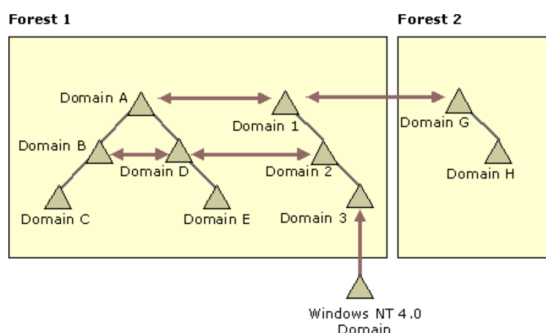 Forest 1
Forest 2
Domain A
Domain 1
Domain G
Domain B
Domain D
Domain 2
Domain H
Domain C
Domain E
Domain 3
Windows NT 4.0
Domain